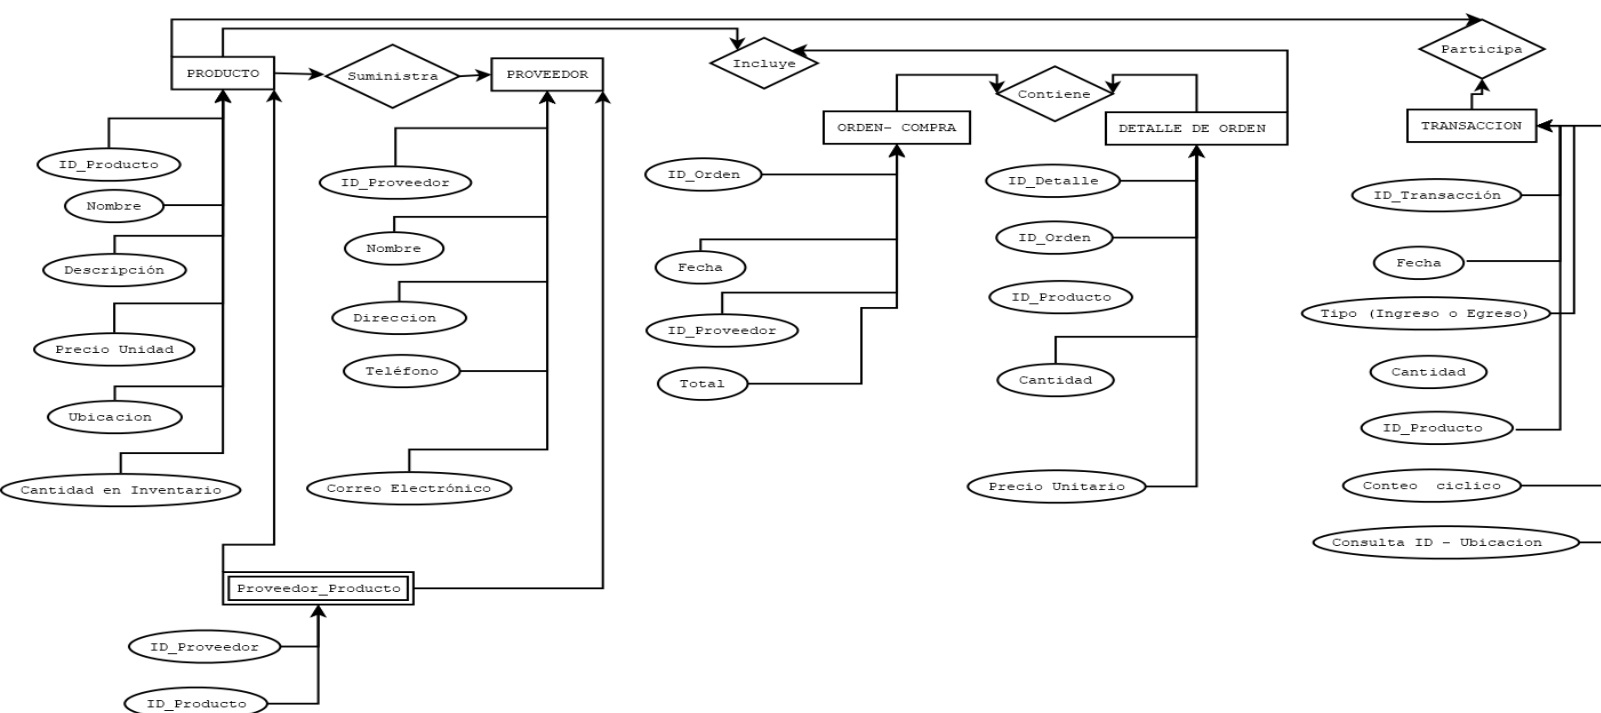 Participa
PRODUCTO
Suministra
PROVEEDOR
Incluye
Contiene
ORDEN- COMPRA
DETALLE DE ORDEN
TRANSACCION
ID_Producto
Nombre
Descripción
Precio Unidad
Ubicacion
Cantidad en Inventario
ID_Proveedor
Nombre
Direccion
Teléfono
Correo Electrónico
ID_Orden
Fecha
ID_Proveedor
Total
ID_Detalle
ID_Orden
ID_Producto
Cantidad
Precio Unitario
ID_Transacción
Fecha
Tipo (Ingreso o Egreso)
Cantidad
ID_Producto
Conteo ciclico
Consulta ID - Ubicacion
Proveedor_Producto
ID_Proveedor
ID_Producto